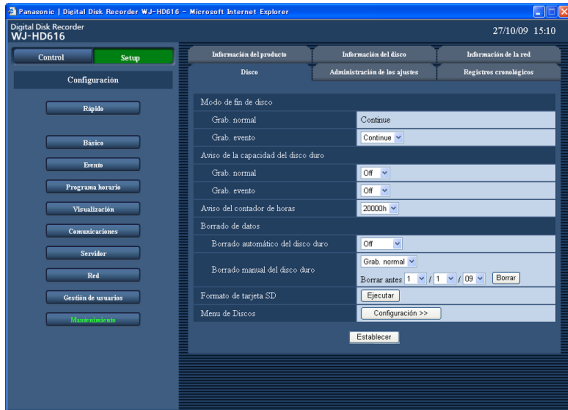 Panasonic | Digital Disk Recorder WJ-HD616 - Microsoft Internet Explorer
Digital Disk Recorder
WJ-HD616
27/10/09 15:10
Control
Setup
Configuración
Rápido
Básico
Evento
Programa horario
Visualización
Comunicaciones
Servidor
Red
Gestión de usuarios
Mantenimiento
Información del producto
Información del disco
Información de la red
Disco
Administración de los ajustes
Registros cronológicos
Modo de fin de disco
Grab. normal Continue
Grab. evento Continue
Aviso de la capacidad del disco duro
Grab. normal Off
Grab. evento Off
Aviso del contador de horas 20000h
Borrado de datos
Borrado automático del disco duro Off
Borrado manual del disco duro Grab. normal
Borrar antes 1 / 1 / 09 Borrar
Formato de tarjeta SD Ejecutar
Menu de Discos Configuración >>
Establecer